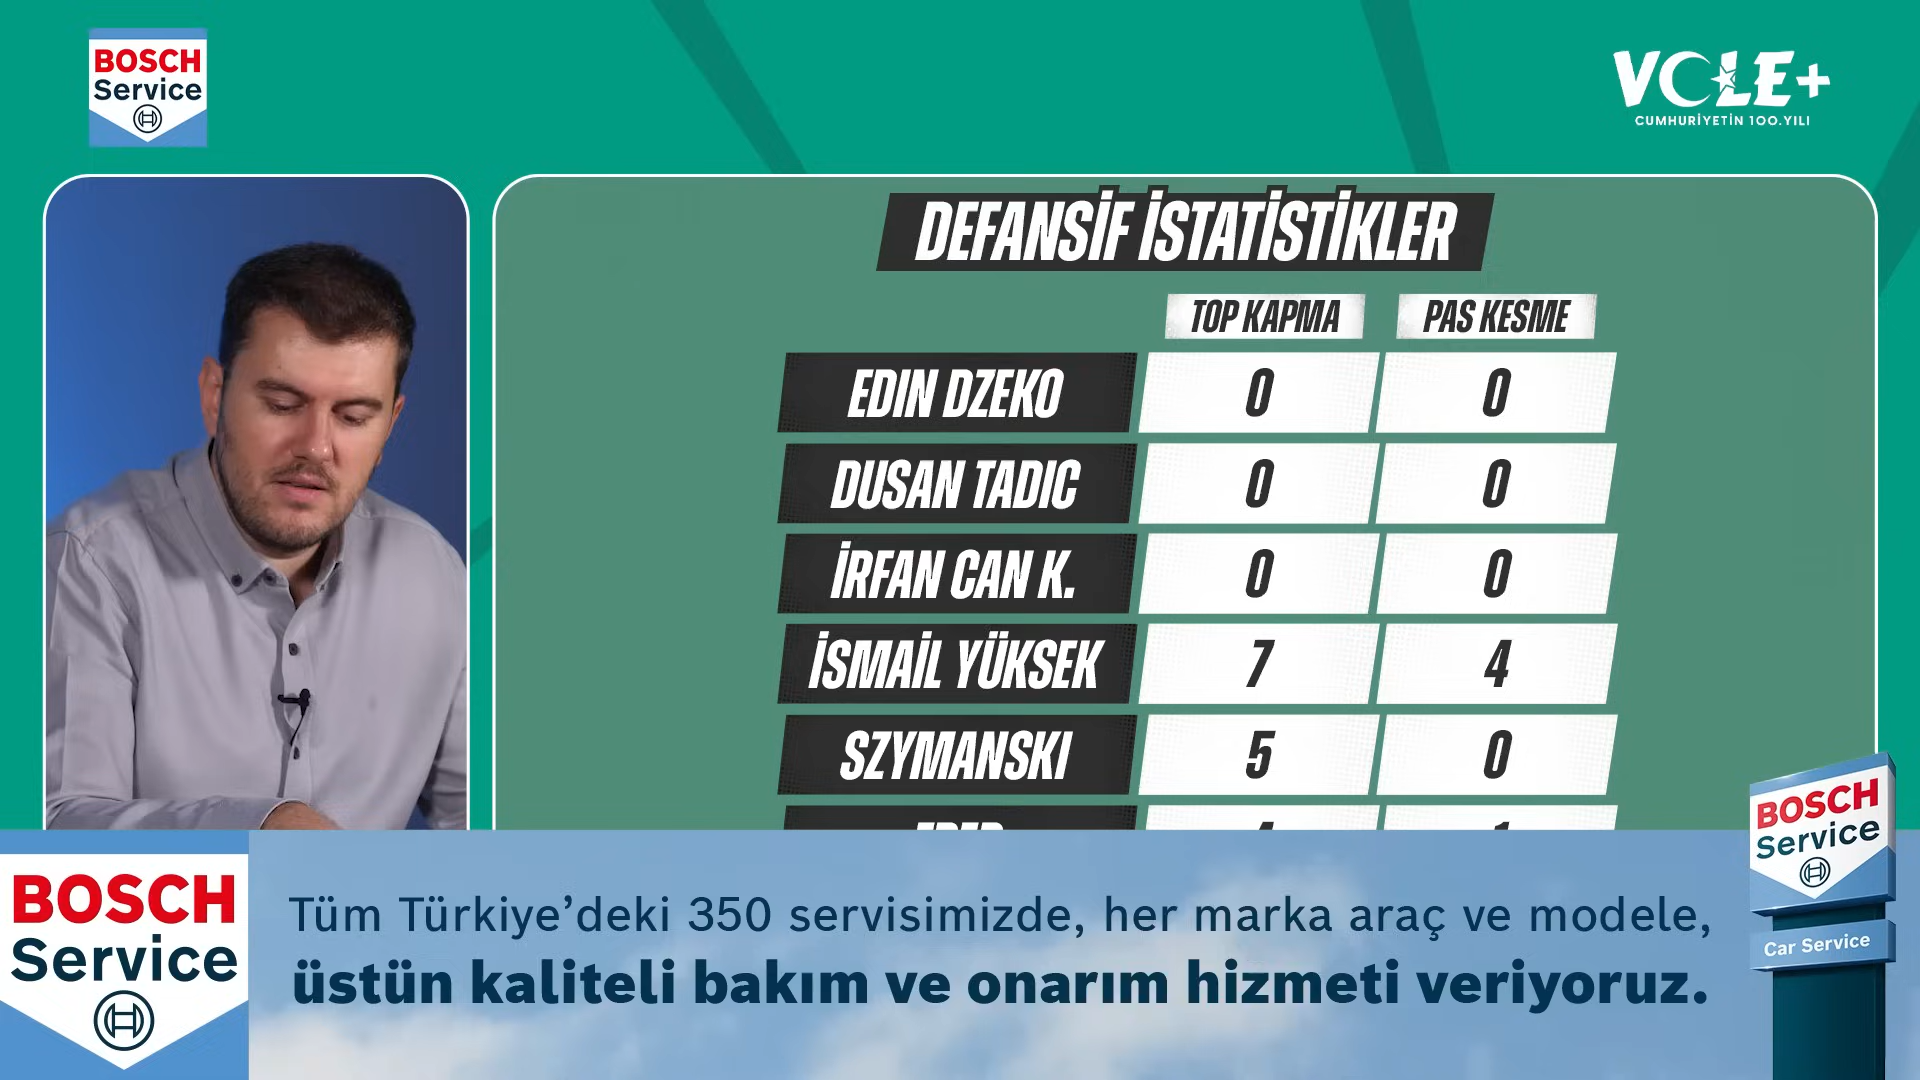 BOSCH
Service
VOLE+
CUMHURİYETİN 100.YILI
DEFANSİF İSTATİSTİKLER
TOP KAPMA PAS KESME
EDIN DZEKO 0 0
DUSAN TADIC 0 0
İRFAN CAN K. 0 0
İSMAİL YÜKSEK 7 4
SZYMANSKI 5 0
BOSCH
Service
Tüm Türkiye’deki 350 servisimizde, her marka araç ve modele,
üstün kaliteli bakım ve onarım hizmeti veriyoruz.
BOSCH
Service
Car Service